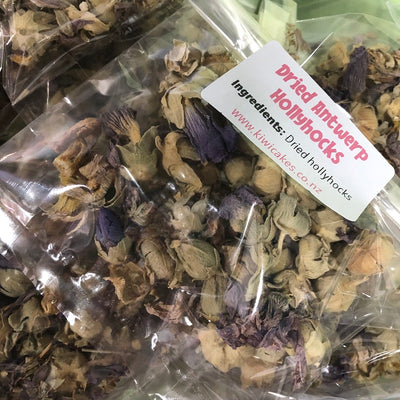 Dried Antwerp
Hollyhocks
Ingredients: Dried hollyhocks
www.kiwicakes.co.nz